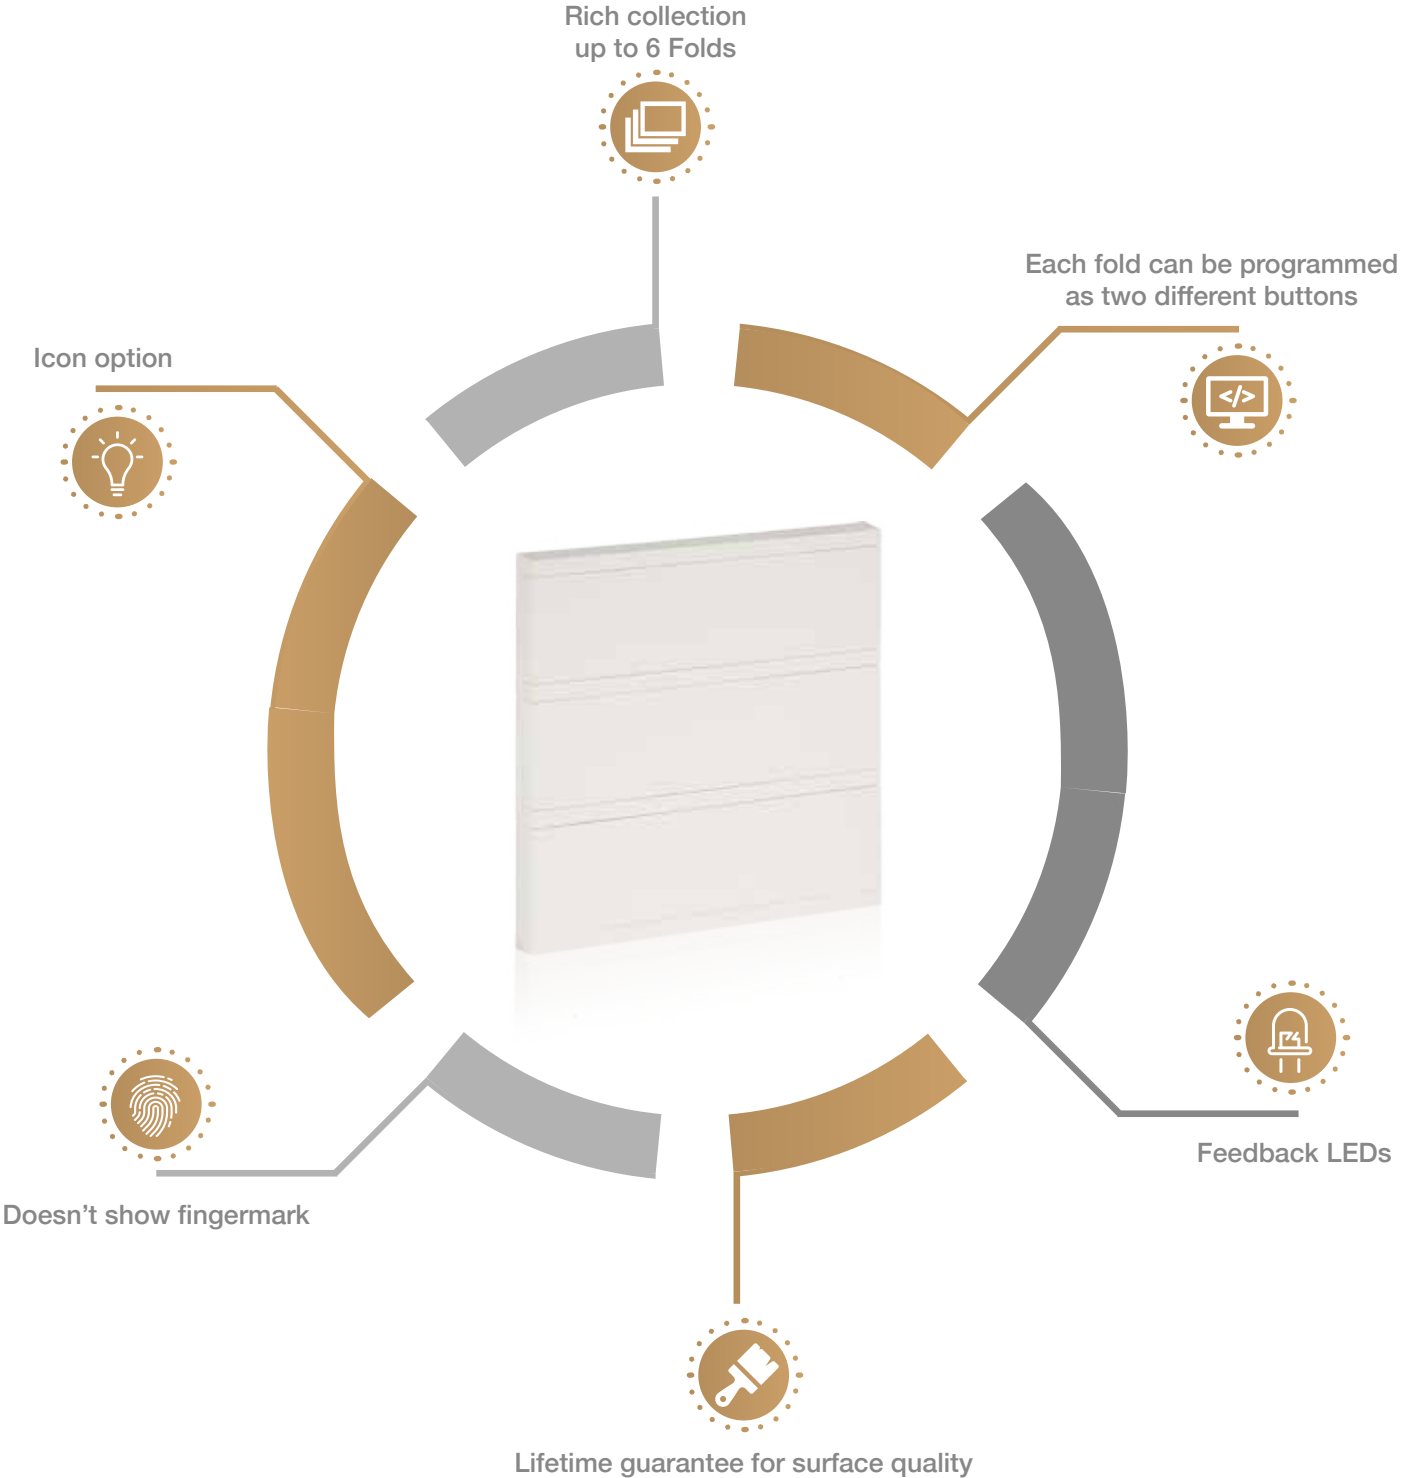 Rich collection
up to 6 Folds
Each fold can be programmed
as two different buttons
Icon option
</>
Feedback LEDs
Doesn't show fingermark
Lifetime guarantee for surface quality